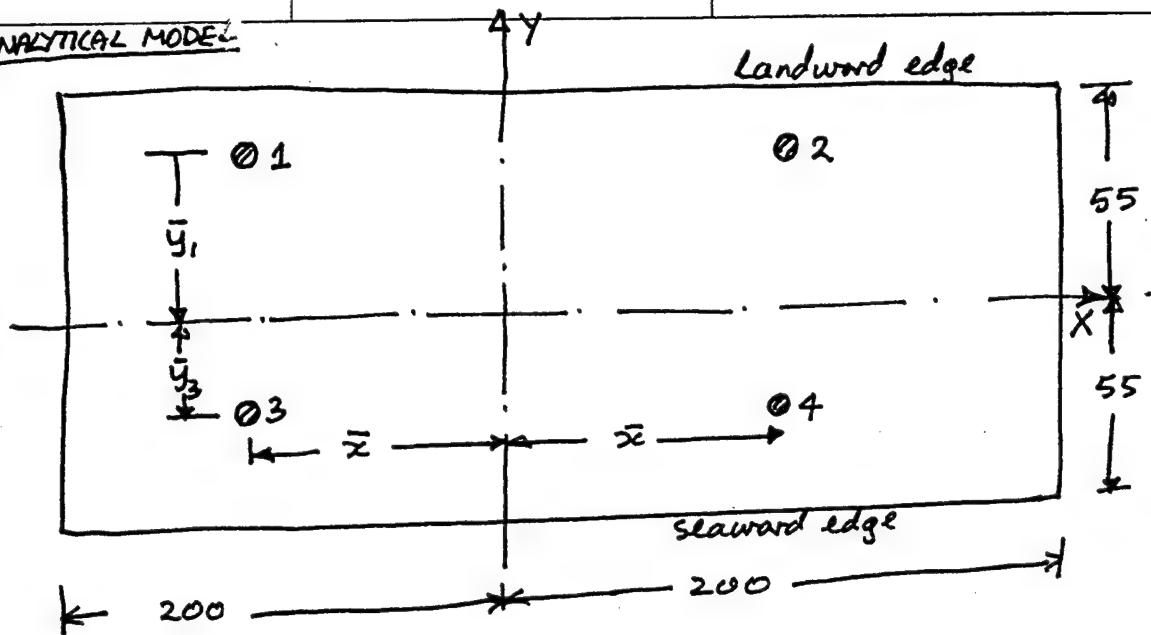 ANALYTICAL MODEL
Y
Landward edge
1
2
ȳ₁
55
X
ȳ₃
55
3
4
x̄
x̄
seaward edge
200
200